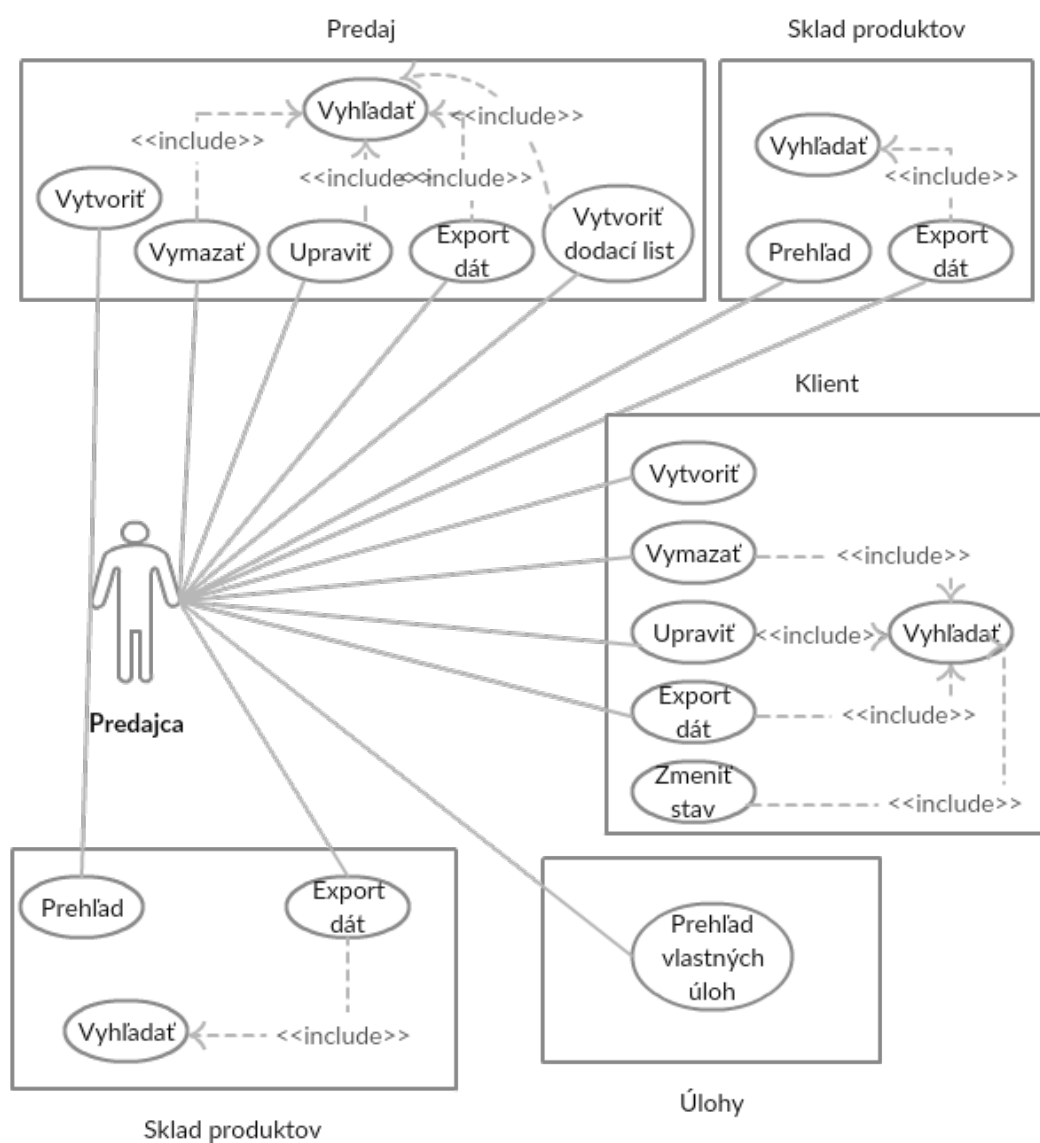 Predaj
Sklad produktov
Vyhľadať
<<include>>
<<include>>
<<include>>
<<include>>
Vytvoriť
Vymazať
Upraviť
Export
dát
Vytvoriť
dodací list
Vyhľadať
<<include>>
Prehľad
Export
dát
Klient
Vytvoriť
Vymazať
<<include>>
Upraviť
<<include>
Vyhľadať
Export
dát
<<include>>
Zmeniť
stav
<<include>>
Predajca
Prehľad
Export
dát
Vyhľadať
<<include>>
Sklad produktov
Prehľad
vlastných
úloh
Úlohy